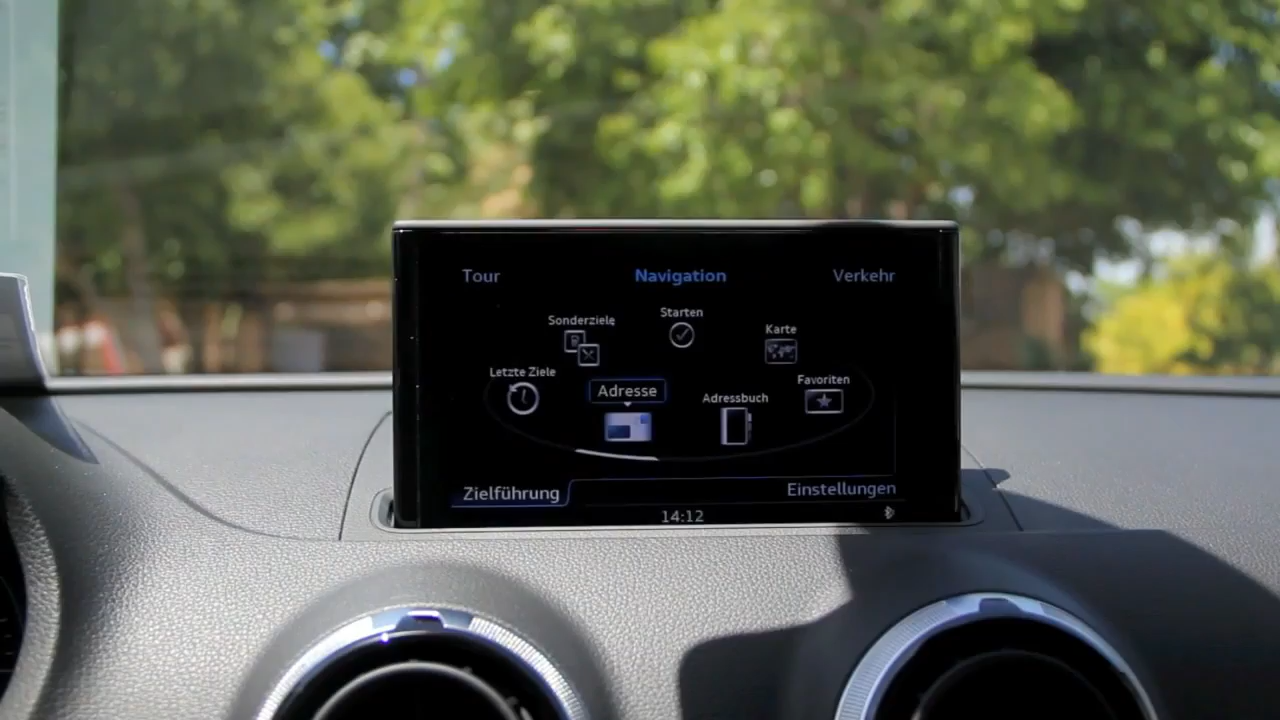 Tour Navigation Verkehr
Starten
Sonderziele
Karte
Letzte Ziele
Favoriten
Adresse
Adressbuch
Zielführung Einstellungen
14:12